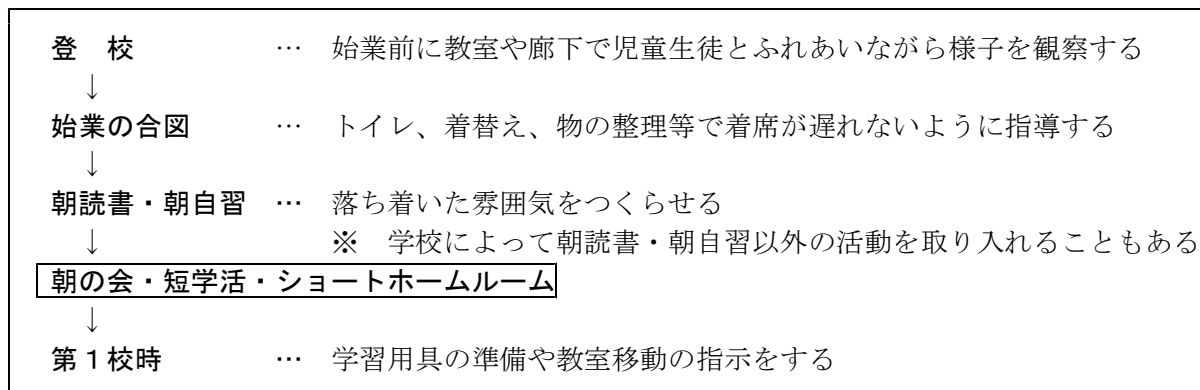 登　校　…　始業前に教室や廊下で児童生徒とふれあいながら様子を観察する
↓
始業の合図　…　トイレ、着替え、物の整理等で着席が遅れないように指導する
↓
朝読書・朝自習　…　落ち着いた雰囲気をつくらせる
↓　※　学校によって朝読書・朝自習以外の活動を取り入れることもある
朝の会・短学活・ショートホームルーム
↓
第１校時　…　学習用具の準備や教室移動の指示をする